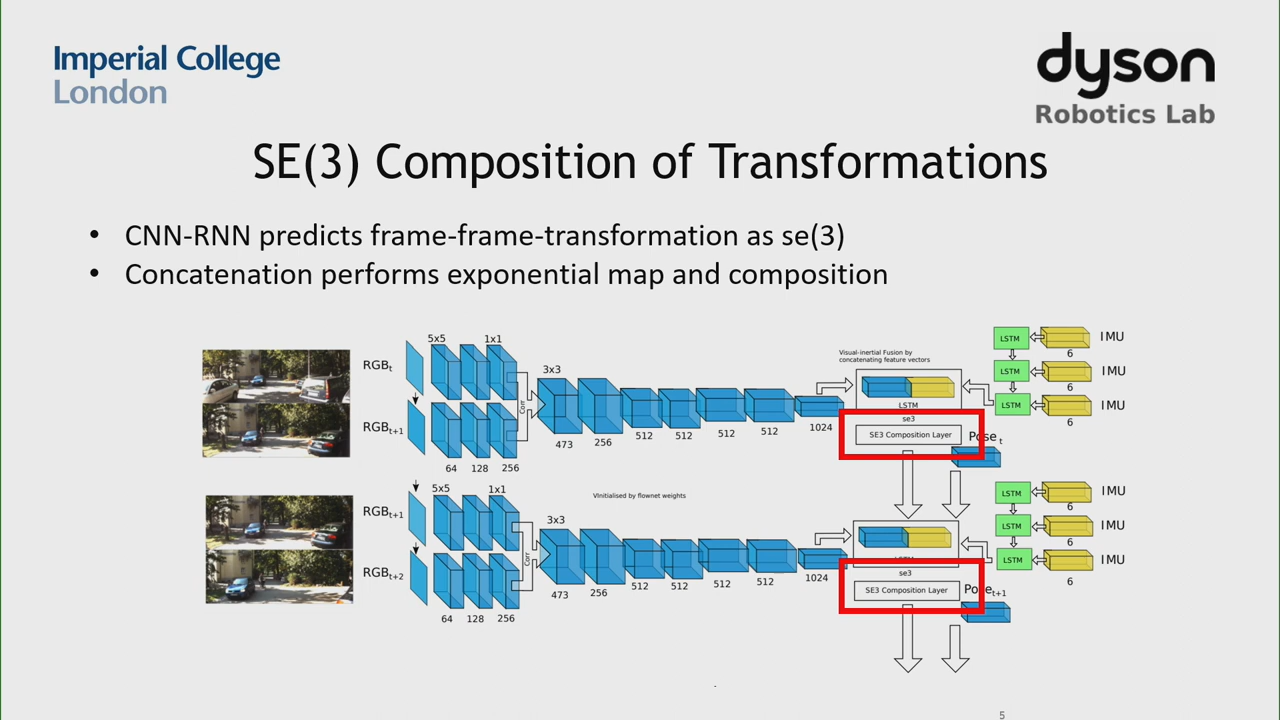 Imperial College
London
dyson
Robotics Lab
SE(3) Composition of Transformations
• CNN-RNN predicts frame-frame-transformation as se(3)
• Concatenation performs exponential map and composition
RGBt
RGBt+1
5x5
1x1
Corr
64
128
256
3x3
473
256
512
512
512
512
1024
Visual-inertial Fusion by
concatenating feature vectors
LSTM
se3
SE3 Composition Layer
Pose t
LSTM
IMU
6
LSTM
IMU
6
LSTM
IMU
6
VInitialised by flownet weights
RGBt+1
RGBt+2
5x5
1x1
Corr
64
128
256
3x3
473
256
512
512
512
512
1024
se3
SE3 Composition Layer
Poset+1
LSTM
IMU
6
LSTM
IMU
6
LSTM
IMU
6
5